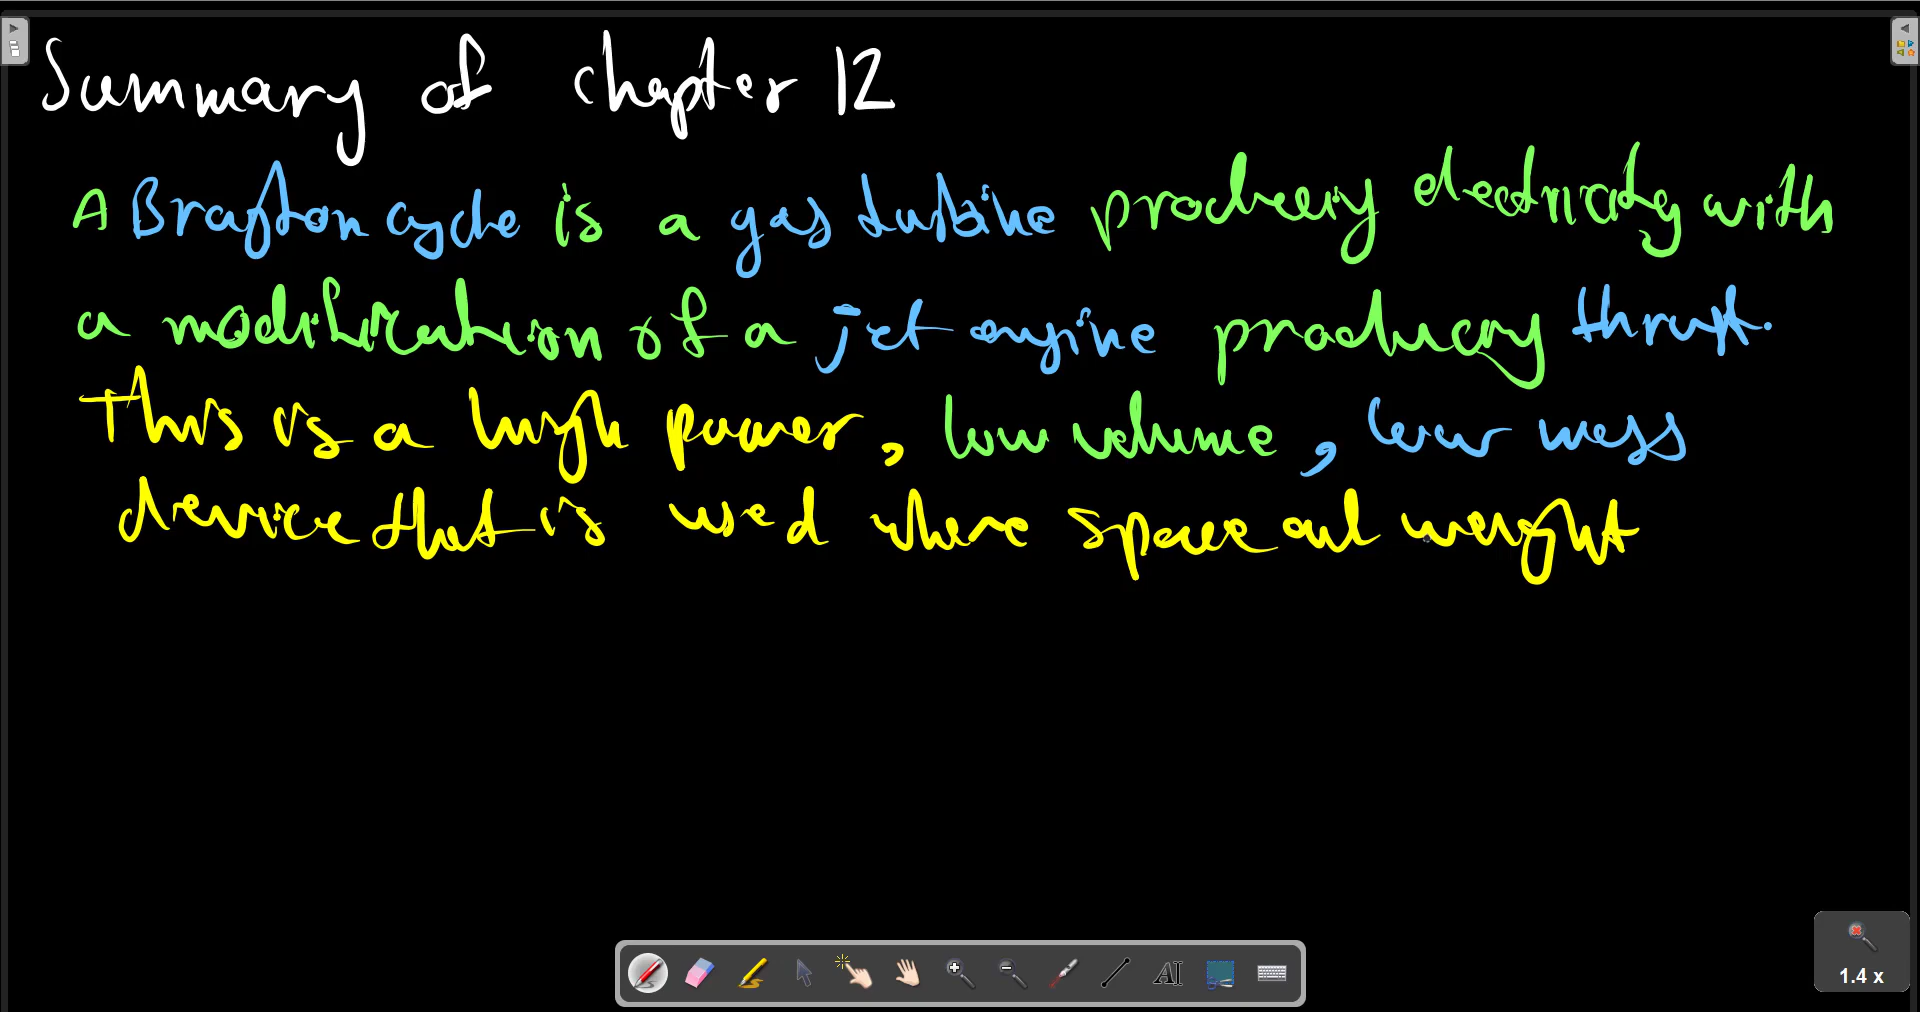 Summary of chapter 12
A Brayton cycle is a gas turbine producing electricity with
a modification of a jet engine producing thrust.
This is a high power, low volume, low mass
device that is used where space and weight
1.4 x